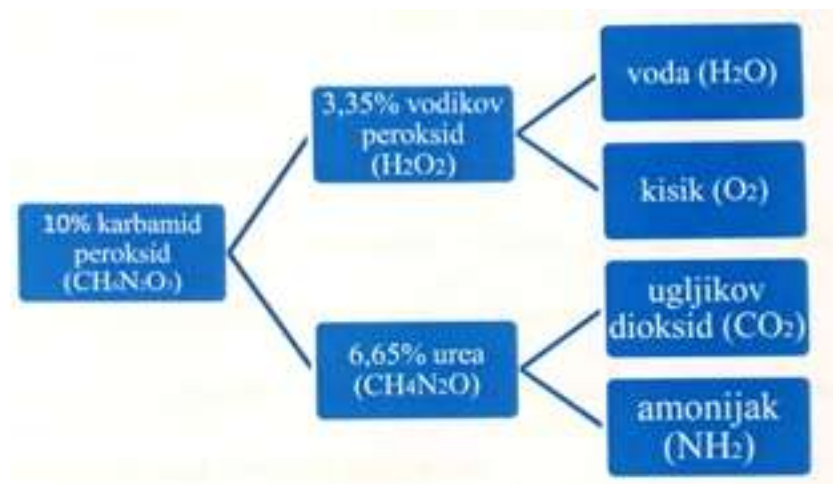 10% karbamid
peroksid
(CH6N2O3)
3,35% vodikov
peroksid
(H2O2)
6,65% urea
(CH4N2O)
voda (H2O)
kisik (O2)
ugljikov
dioksid (CO2)
amonijak
(NH2)